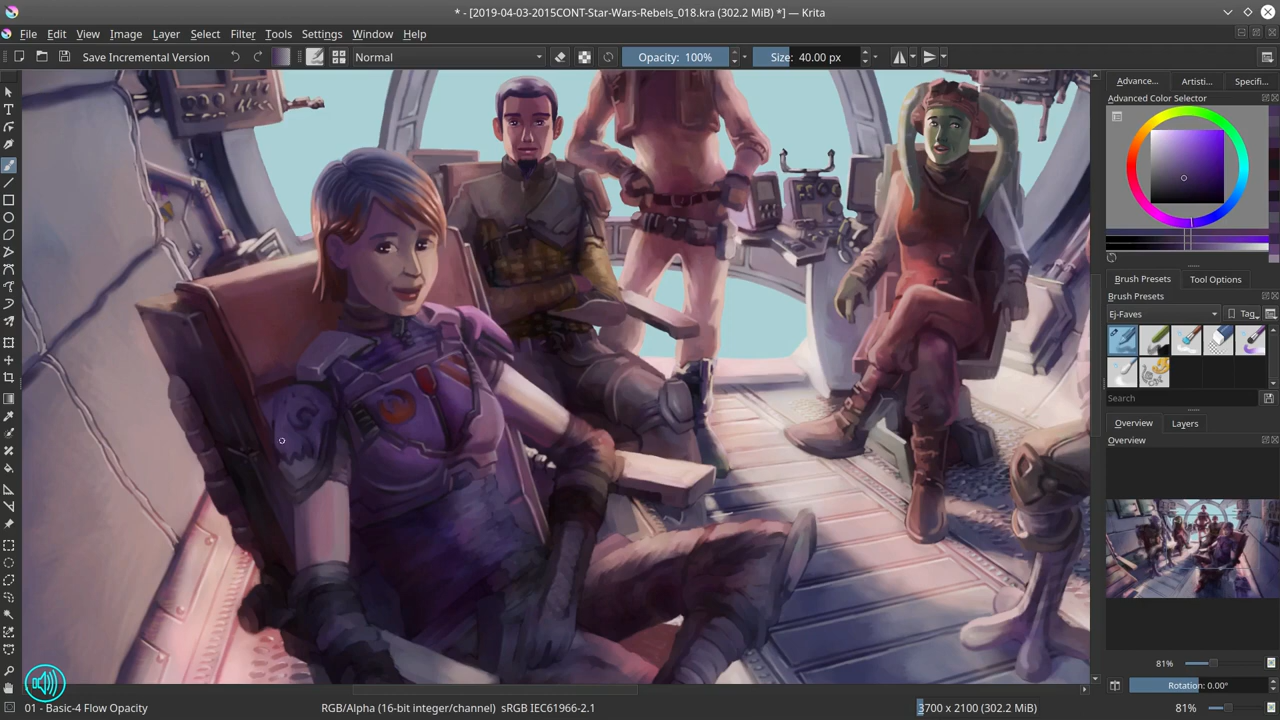 * - [2019-04-03-2015CONT-Star-Wars-Rebels_018.kra (302.2 MiB) *] — Krita
File Edit View Image Layer Select Filter Tools Settings Window Help
Save Incremental Version Normal Opacity: 100% Size: 40.00 px
Advance... Artisti... Specifi...
Advanced Color Selector
Brush Presets Tool Options
Brush Presets
Ej-Faves Tag
Search
Overview Layers
Overview
81%
Rotation: 0.00°
01 - Basic-4 Flow Opacity RGB/Alpha (16-bit integer/channel) sRGB IEC61966-2.1 3700 x 2100 (302.2 MiB) 81%